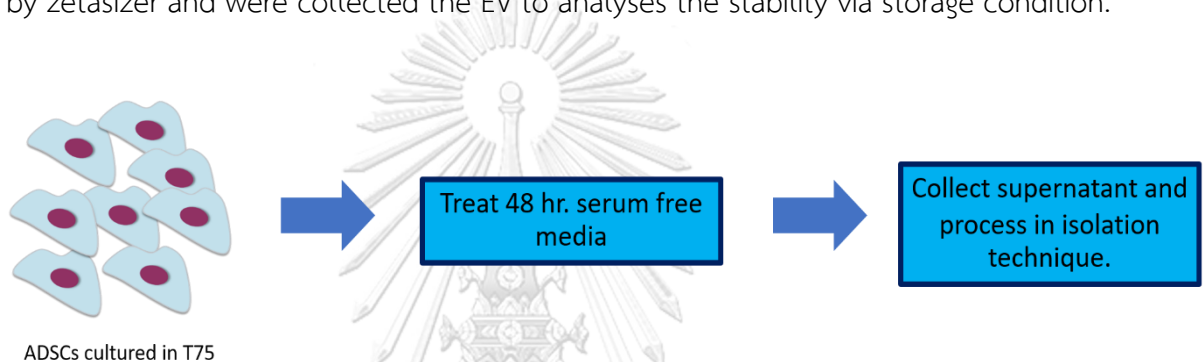 by zetasizer and were collected the EV to analyses the stability via storage condition.
Treat 48 hr. serum free
media
Collect supernatant and
process in isolation
technique.
ADSCs cultured in T75